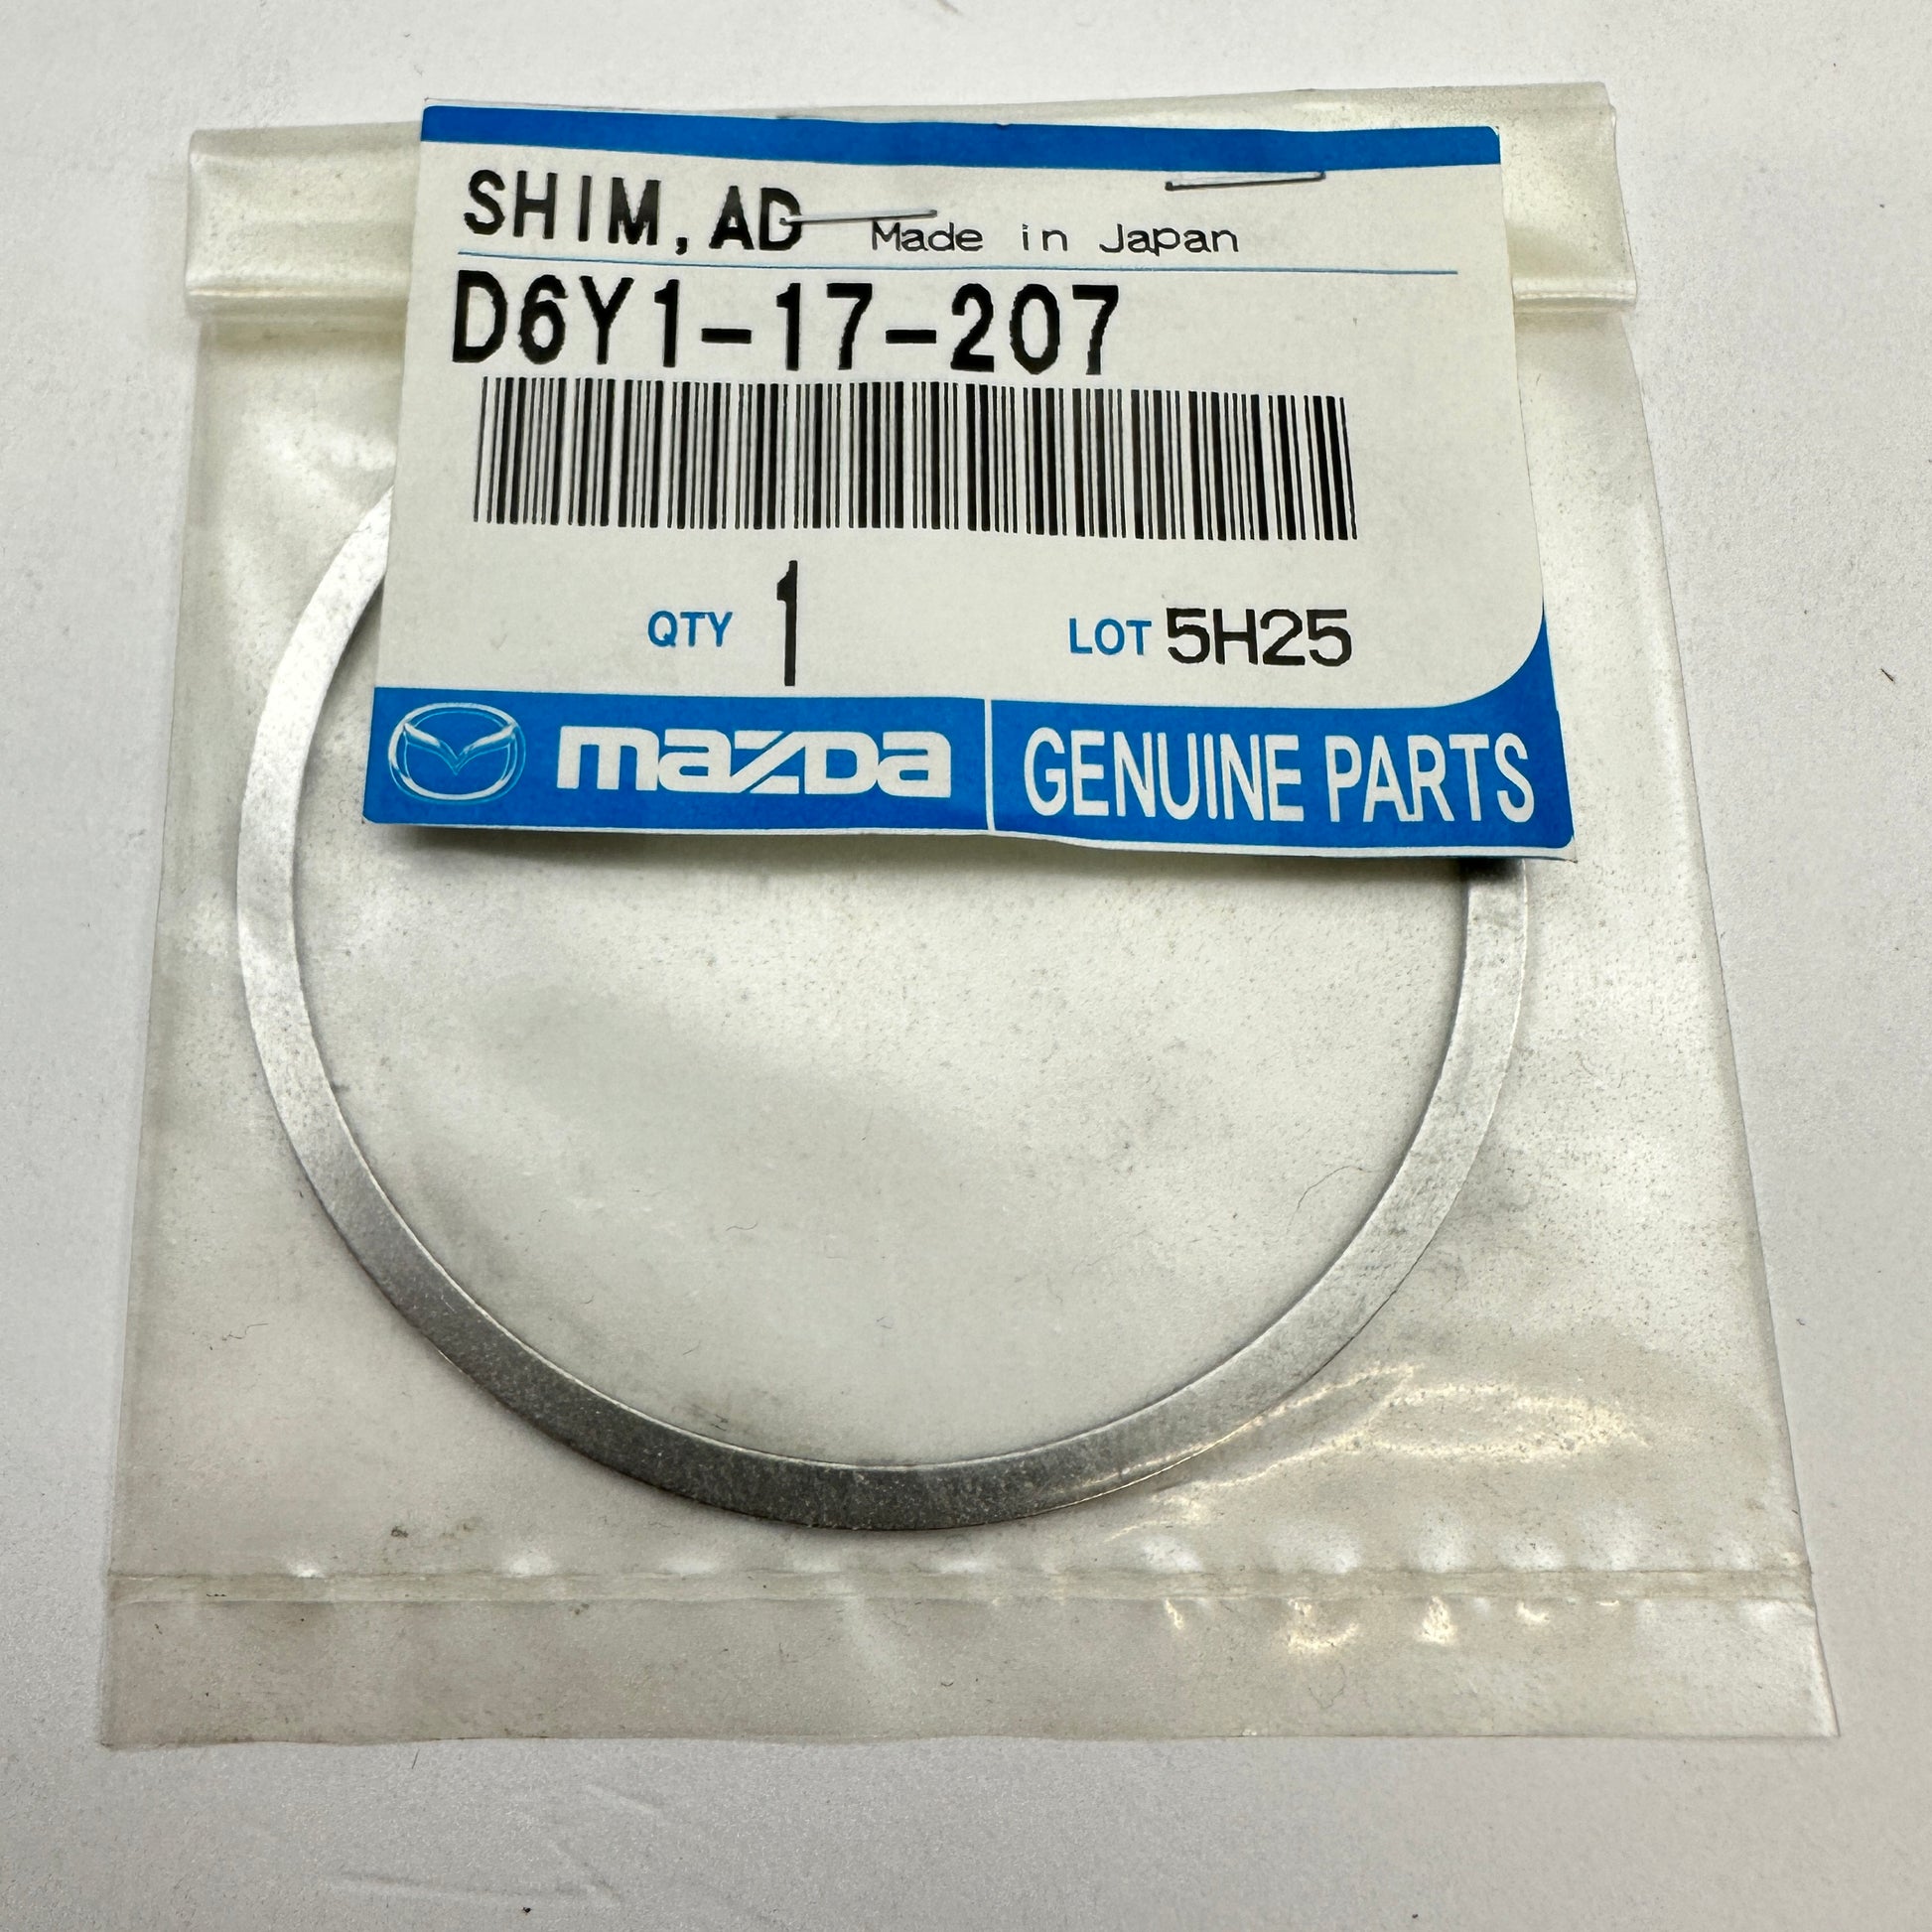 SHIM, AD Made in Japan
D6Y1-17-207
QTY 1 LOT 5H25
mazda GENUINE PARTS